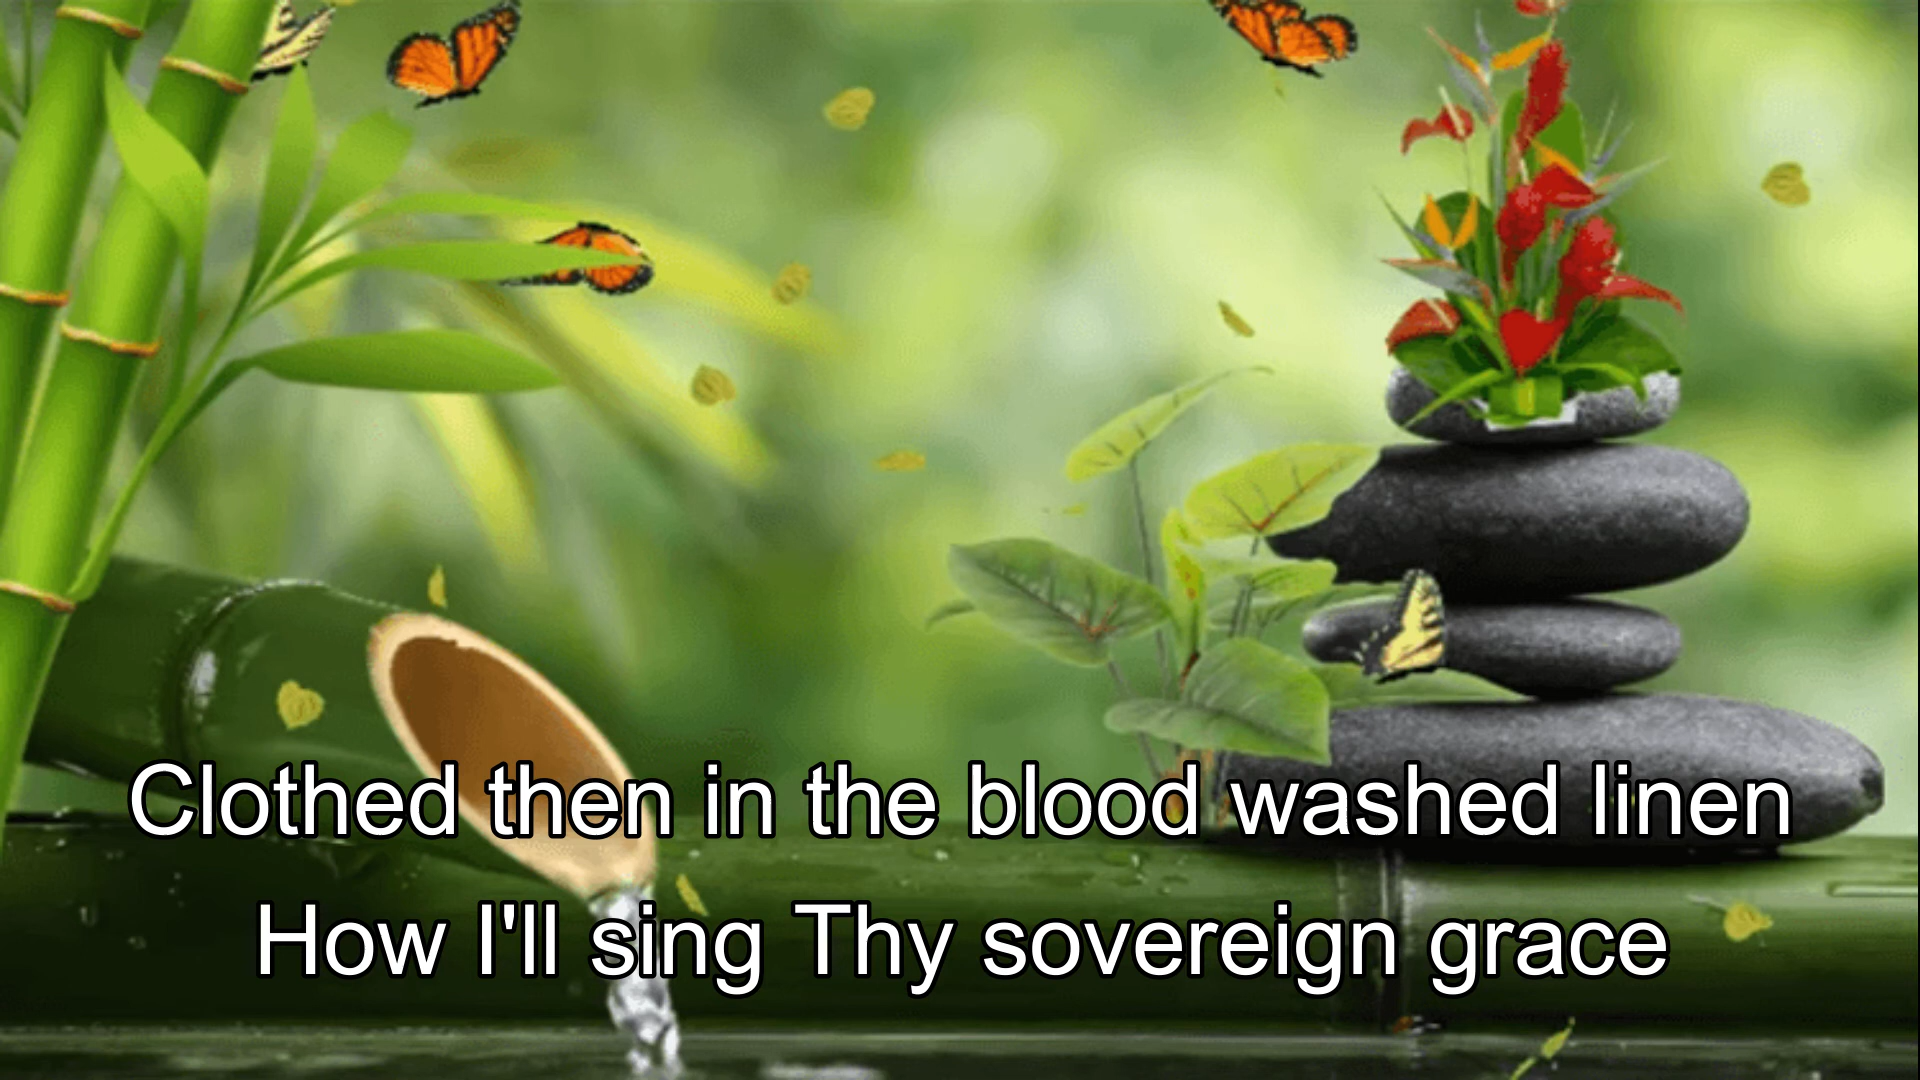 Clothed then in the blood washed linen
How I'll sing Thy sovereign grace